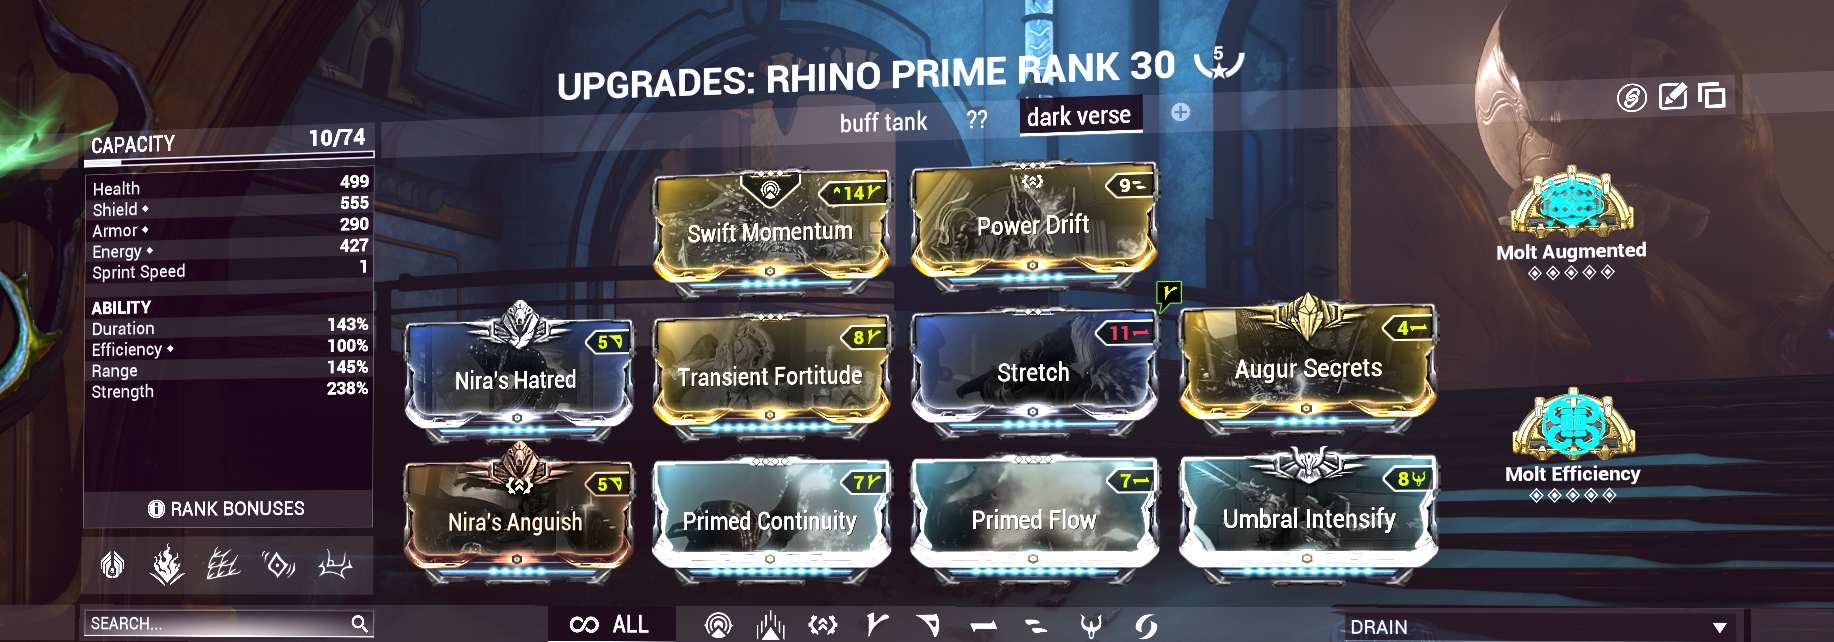 UPGRADES: RHINO PRIME RANK 30 5
buff tank ?? dark verse
CAPACITY 10/74
Health 499
Shield 555
Armor 290
Energy 427
Sprint Speed 1
ABILITY
Duration 143%
Efficiency 100%
Range 145%
Strength 238%
RANK BONUSES
SEARCH...
14
Swift Momentum
9
Power Drift
5
Nira's Hatred
8
Transient Fortitude
11
Stretch
4
Augur Secrets
5
Nira's Anguish
7
Primed Continuity
7
Primed Flow
8
Umbral Intensify
Molt Augmented
Molt Efficiency
ALL
DRAIN